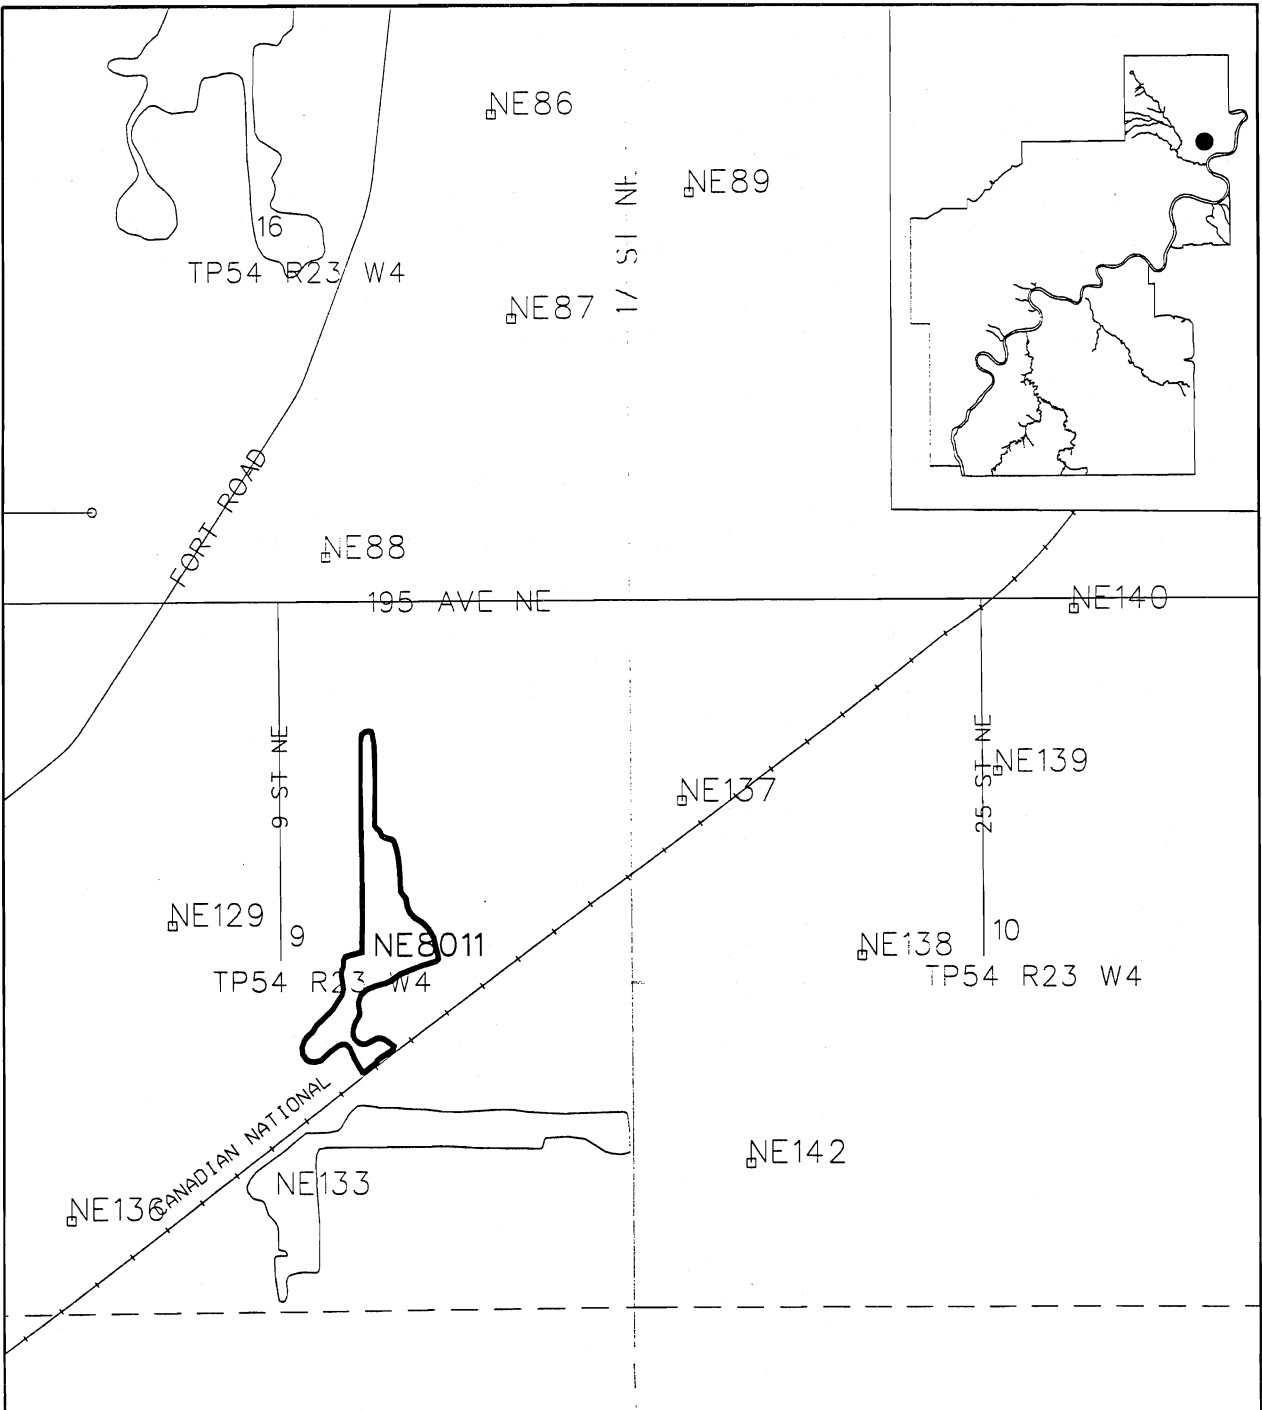 NE86
NE89
16
TP54 R23 W4
NE87
17 ST NE
FORT ROAD
NE88
195 AVE NE
NE140
9 ST NE
25 ST NE
NE139
NE137
NE129
9
NE8011
NE138
10
TP54 R23 W4
TP54 R23 W4
CANADIAN NATIONAL
NE142
NE133
NE136